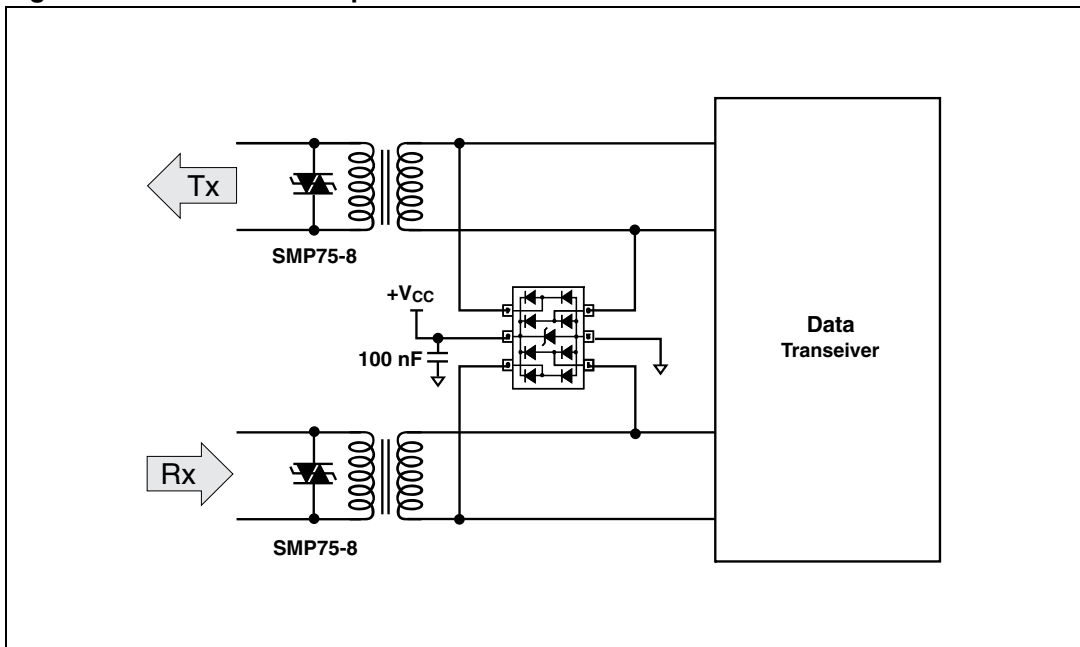 Tx
SMP75-8
+VCC
100 nF
Data
Transeiver
Rx
SMP75-8